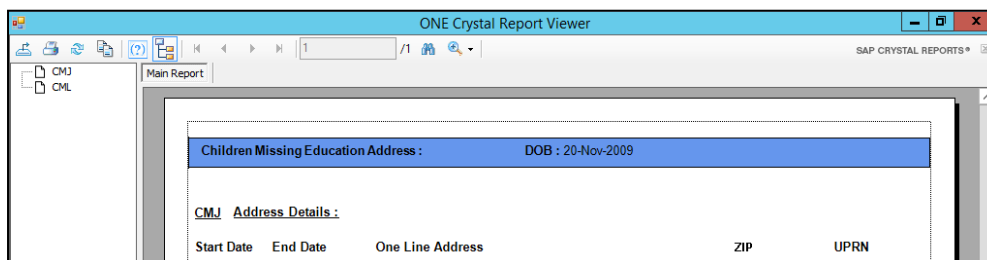 ONE Crystal Report Viewer
1 /1 SAP CRYSTAL REPORTS®
CMJ
CML
Main Report
Children Missing Education Address : DOB : 20-Nov-2009
CMJ Address Details :
Start Date End Date One Line Address ZIP UPRN